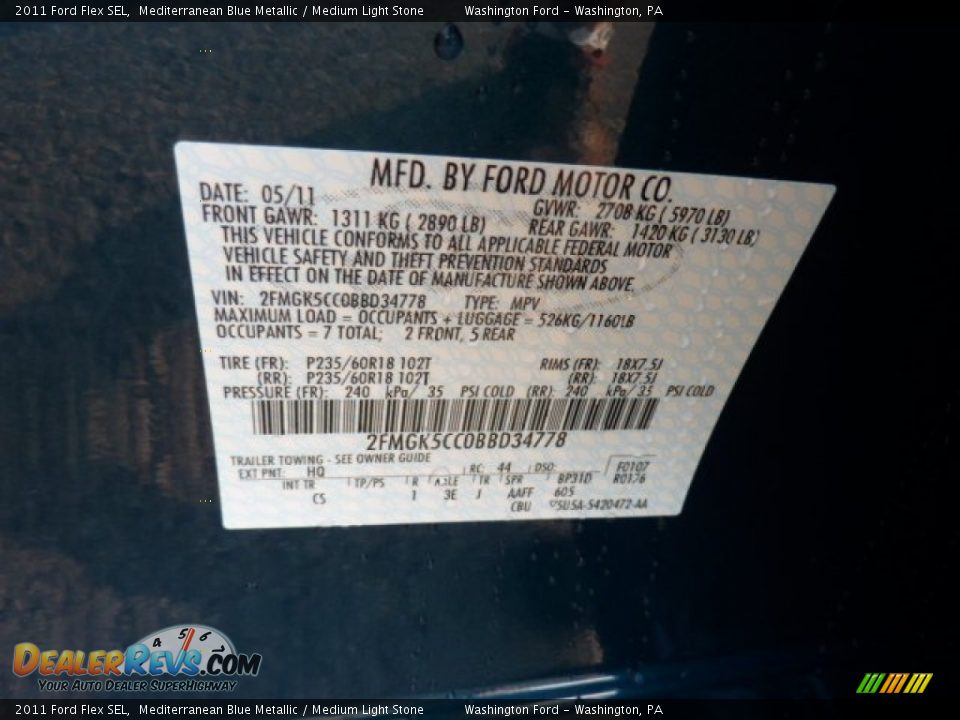 2011 Ford Flex SEL, Mediterranean Blue Metallic / Medium Light Stone Washington Ford - Washington, PA
MFD. BY FORD MOTOR CO.
DATE: 05/11 GVWR: 2708 KG ( 5970 LB)
FRONT GAWR: 1311 KG ( 2890 LB) REAR GAWR: 1420 KG ( 3130 LB)
THIS VEHICLE CONFORMS TO ALL APPLICABLE FEDERAL MOTOR
VEHICLE SAFETY AND THEFT PREVENTION STANDARDS
IN EFFECT ON THE DATE OF MANUFACTURE SHOWN ABOVE.
VIN: 2FMGK5CC0BBD34778 TYPE: MPV
MAXIMUM LOAD = OCCUPANTS + LUGGAGE = 526KG/1160LB
OCCUPANTS = 7 TOTAL; 2 FRONT, 5 REAR
TIRE (FR): P235/60R18 102T RIMS (FR): 18X7.5J
(RR): P235/60R18 102T (RR): 18X7.5J
PRESSURE (FR): 240 kPa/ 35 PSI COLD (RR): 240 kPa/ 35 PSI COLD
2FMGK5CC0BBD34778
TRAILER TOWING - SEE OWNER GUIDE
EXT PNT: HQ RC: 44 DSO: F0107
INT TR TP/PS R AXLE TR SPR BP31D R0176
CS 1 3E J AAFF 605
CBU 5USA-5420472-AA
4 5 6
DealerRevs.com
Your Auto Dealer SuperHighway
2011 Ford Flex SEL, Mediterranean Blue Metallic / Medium Light Stone Washington Ford - Washington, PA